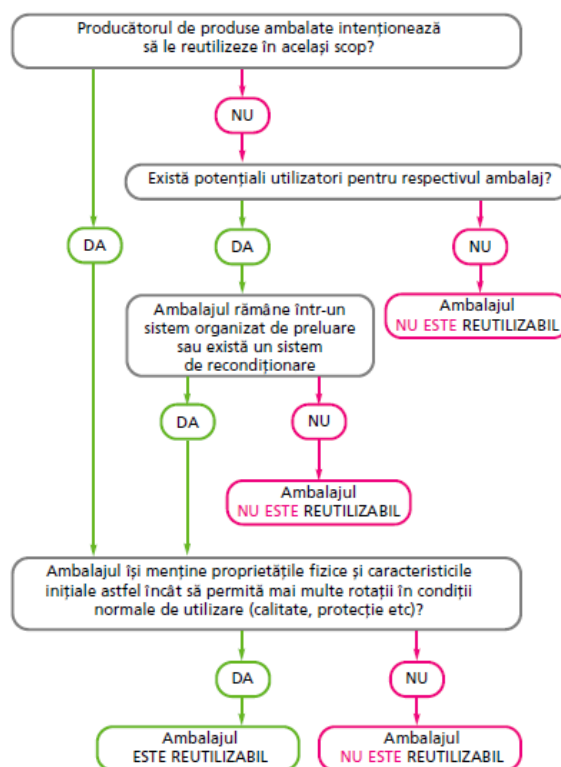 Producătorul de produse ambalate intenționează
să le reutilizeze în același scop?
NU
Există potențiali utilizatori pentru respectivul ambalaj?
DA
DA
NU
Ambalajul
NU ESTE REUTILIZABIL
Ambalajul rămâne într-un
sistem organizat de preluare
sau există un sistem
de recondiționare
DA
NU
Ambalajul
NU ESTE REUTILIZABIL
Ambalajul își menține proprietățile fizice și caracteristicile
inițiale astfel încât să permită mai multe rotații în condiții
normale de utilizare (calitate, protecție etc)?
DA
NU
Ambalajul
ESTE REUTILIZABIL
Ambalajul
NU ESTE REUTILIZABIL